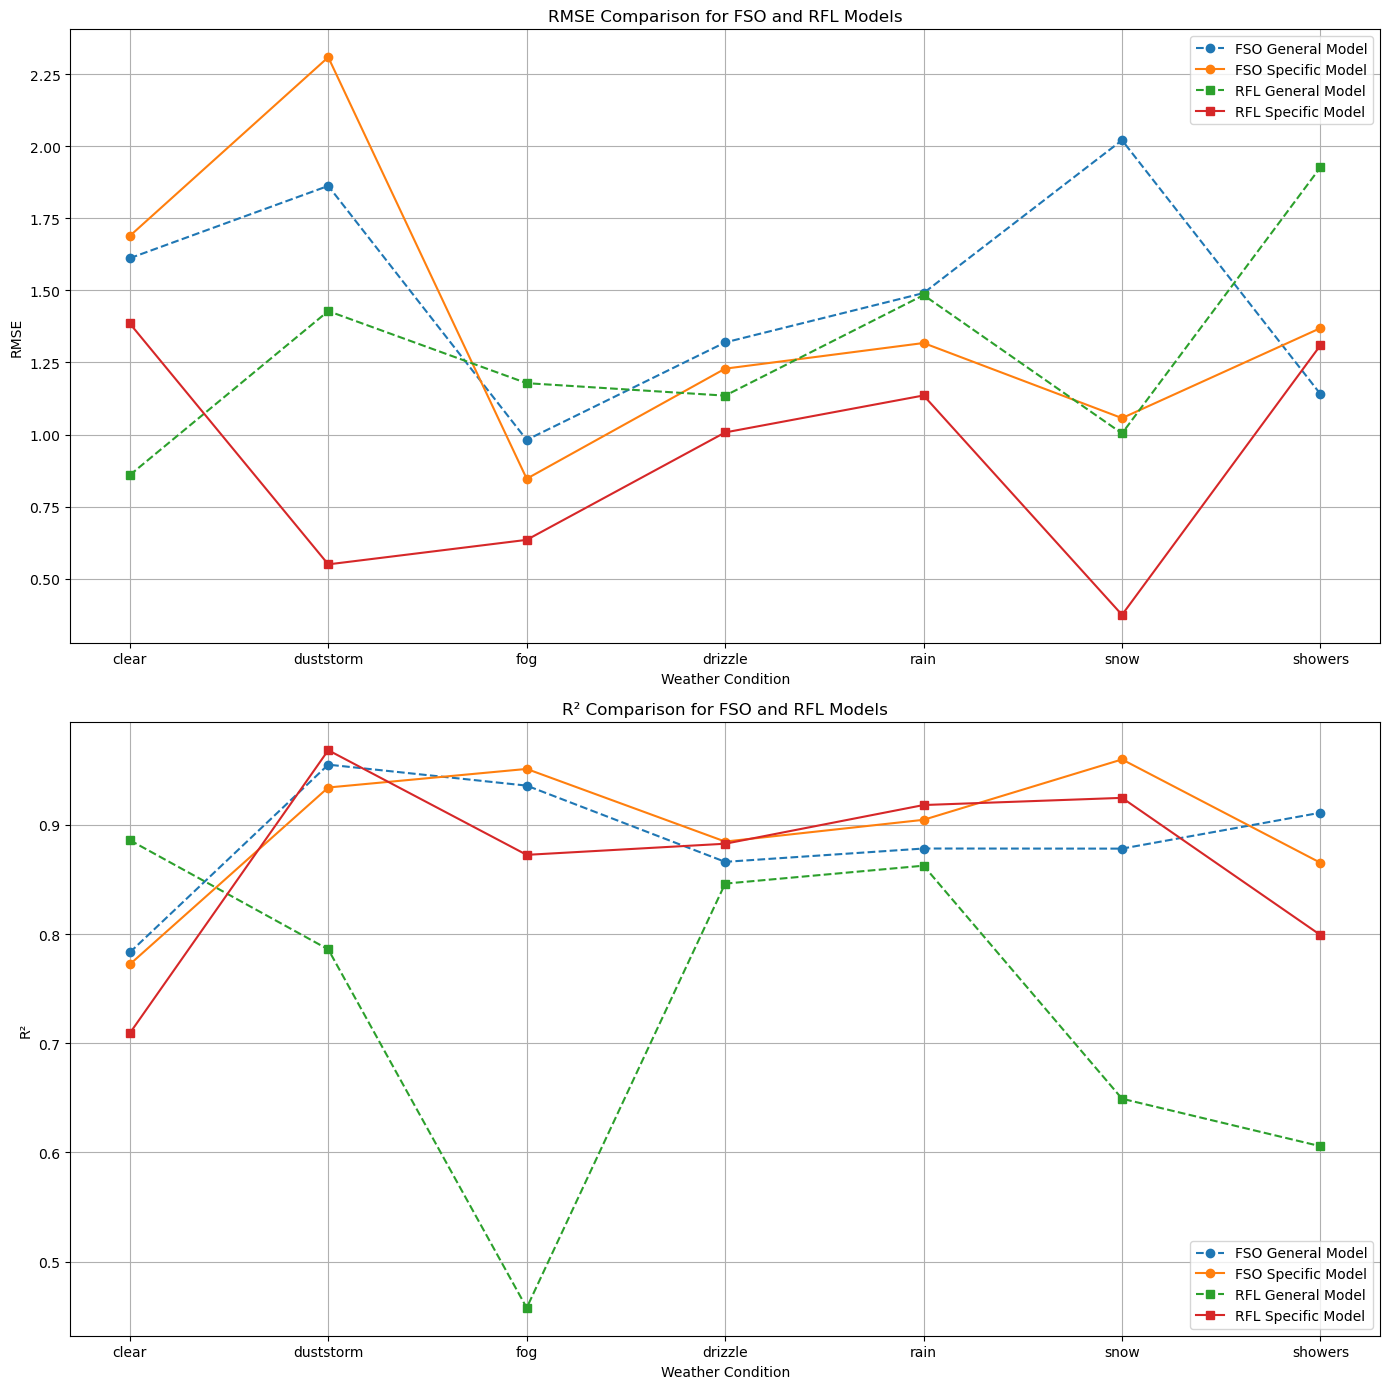 RMSE Comparison for FSO and RFL Models
FSO General Model
FSO Specific Model
RFL General Model
RFL Specific Model
RMSE
2.25
2.00
1.75
1.50
1.25
1.00
0.75
0.50
clear duststorm fog drizzle rain snow showers
Weather Condition
R² Comparison for FSO and RFL Models
R²
0.9
0.8
0.7
0.6
0.5
FSO General Model
FSO Specific Model
RFL General Model
RFL Specific Model
clear duststorm fog drizzle rain snow showers
Weather Condition